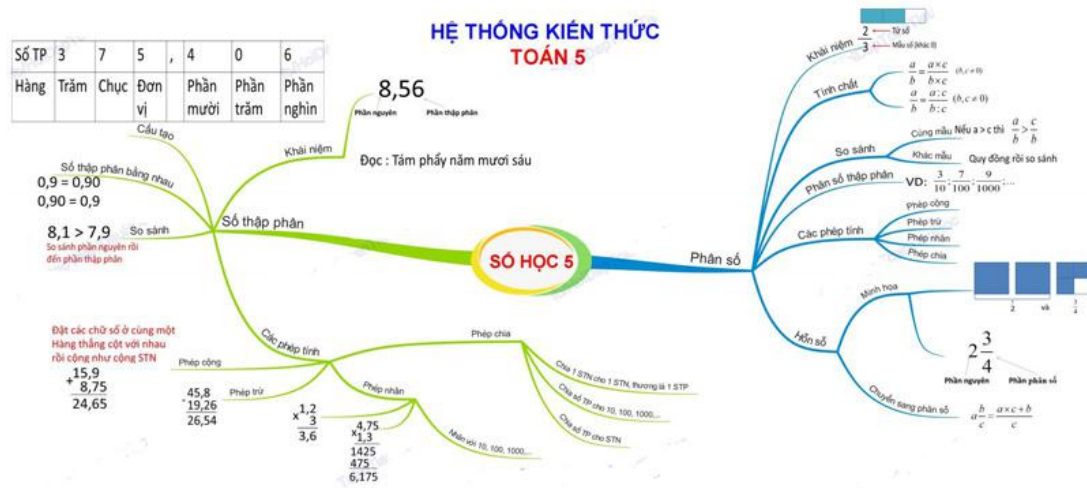 HỆ THỐNG KIẾN THỨC
TOÁN 5
Số TP 3 7 5 , 4 0 6
Hàng Trăm Chục Đơn vị Phần mười Phần trăm Phần nghìn
SỐ HỌC 5
Số thập phân
Cấu tạo
Khái niệm
8,56
Phần nguyên
Phần thập phân
Đọc : Tám phẩy năm mươi sáu
Số thập phân bằng nhau
0,9 = 0,90
0,90 = 0,9
So sánh
8,1 > 7,9
So sánh phần nguyên rồi
đến phần thập phân
Các phép tính
Phép cộng
Đặt các chữ số ở cùng một
Hàng thẳng cột với nhau
rồi cộng như cộng STN
15,9
+
8,75
24,65
Phép trừ
45,8
-
19,26
26,54
Phép nhân
1,2
x
3
3,6
4,75
x
1,3
1425
475
6,175
Nhân với 10, 100, 1000,...
Phép chia
Chia 1 STN cho 1 STN, thương là 1 STP
Chia số TP cho 10, 100, 1000,...
Chia số TP cho STN
Phân số
Khái niệm
2/3
Tử số
Mẫu số (khác 0)
Tính chất
a/b = a×c/b×c (b,c≠0)
a/b = a:c/b:c (b,c≠0)
So sánh
Cùng mẫu Nếu a > c thì a/b > c/b
Khác mẫu Quy đồng rồi so sánh
Phân số thập phân
VD: 3/10; 7/100; 9/1000;...
Các phép tính
Phép cộng
Phép trừ
Phép nhân
Phép chia
Hỗn số
Minh họa
2 và 3/4
2 3/4
Phần nguyên
Phần phân số
Chuyển sang phân số
a b/c = a×c+b/c